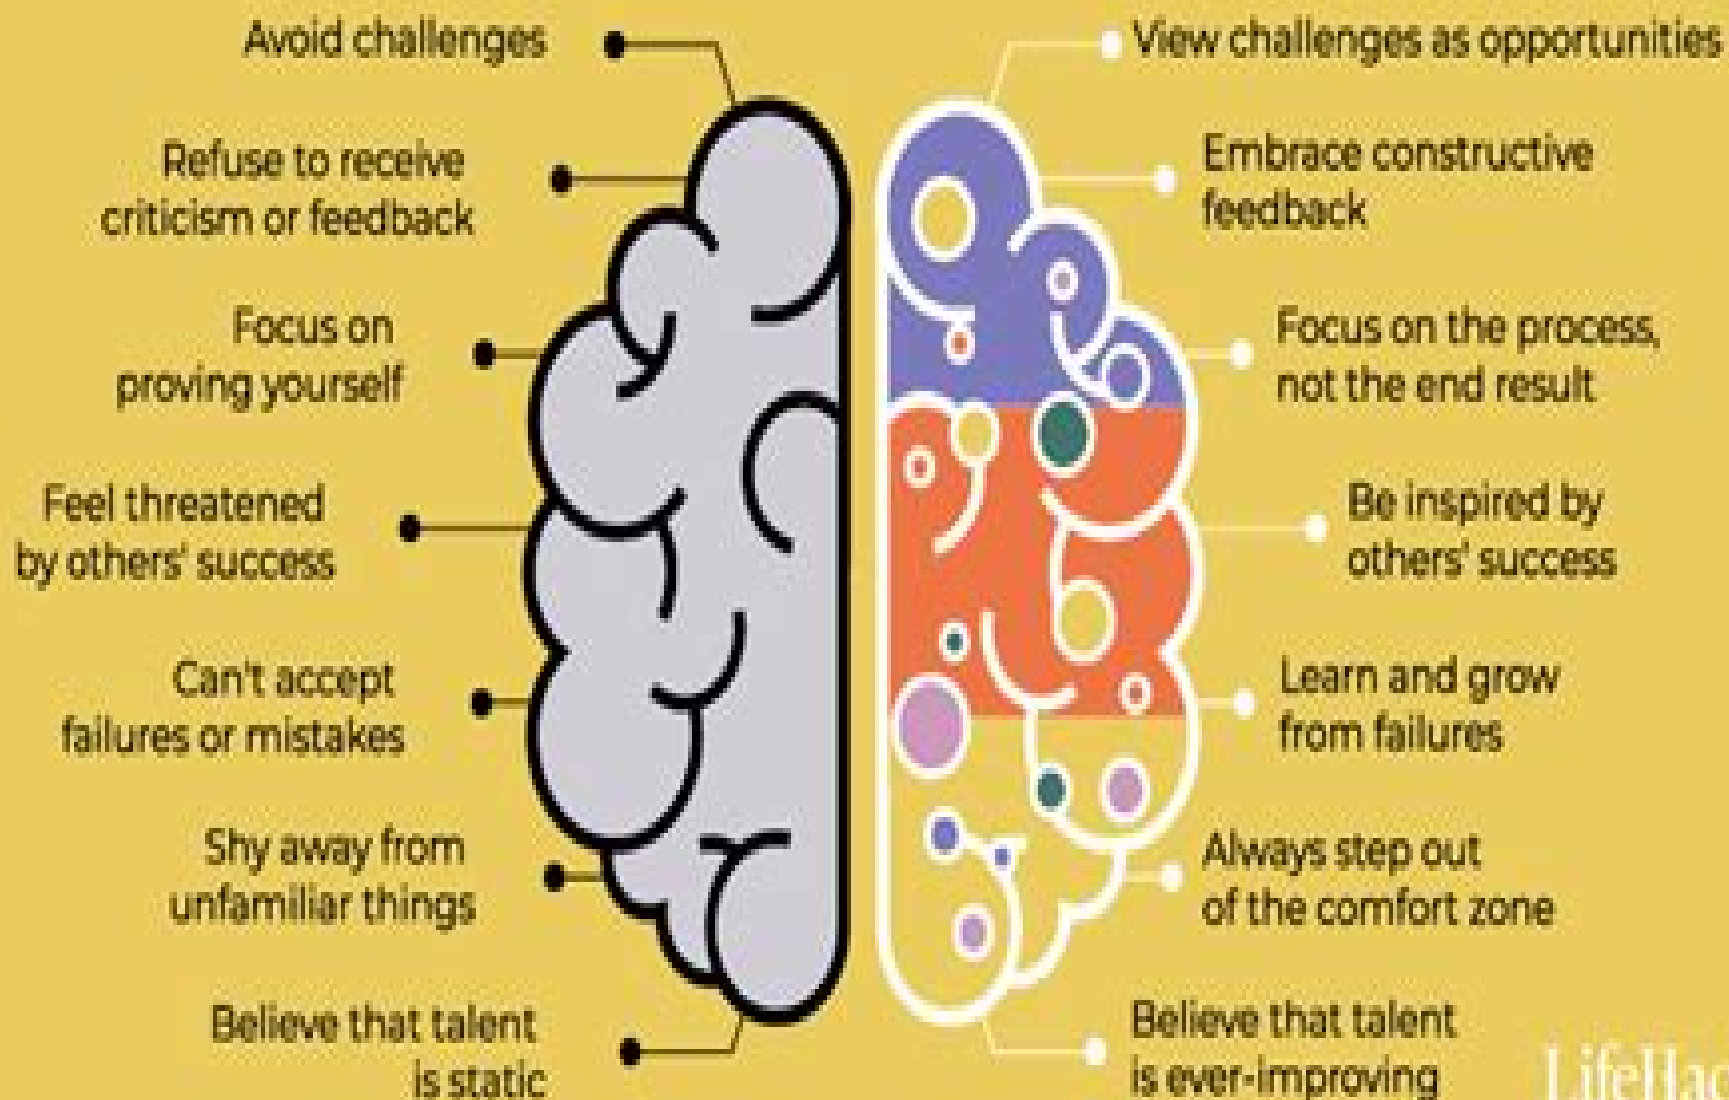 Avoid challenges
Refuse to receive
criticism or feedback
Focus on
proving yourself
Feel threatened
by others' success
Can't accept
failures or mistakes
Shy away from
unfamiliar things
Believe that talent
is static
View challenges as opportunities
Embrace constructive
feedback
Focus on the process,
not the end result
Be inspired by
others' success
Learn and grow
from failures
Always step out
of the comfort zone
Believe that talent
is ever-improving
LifeHac